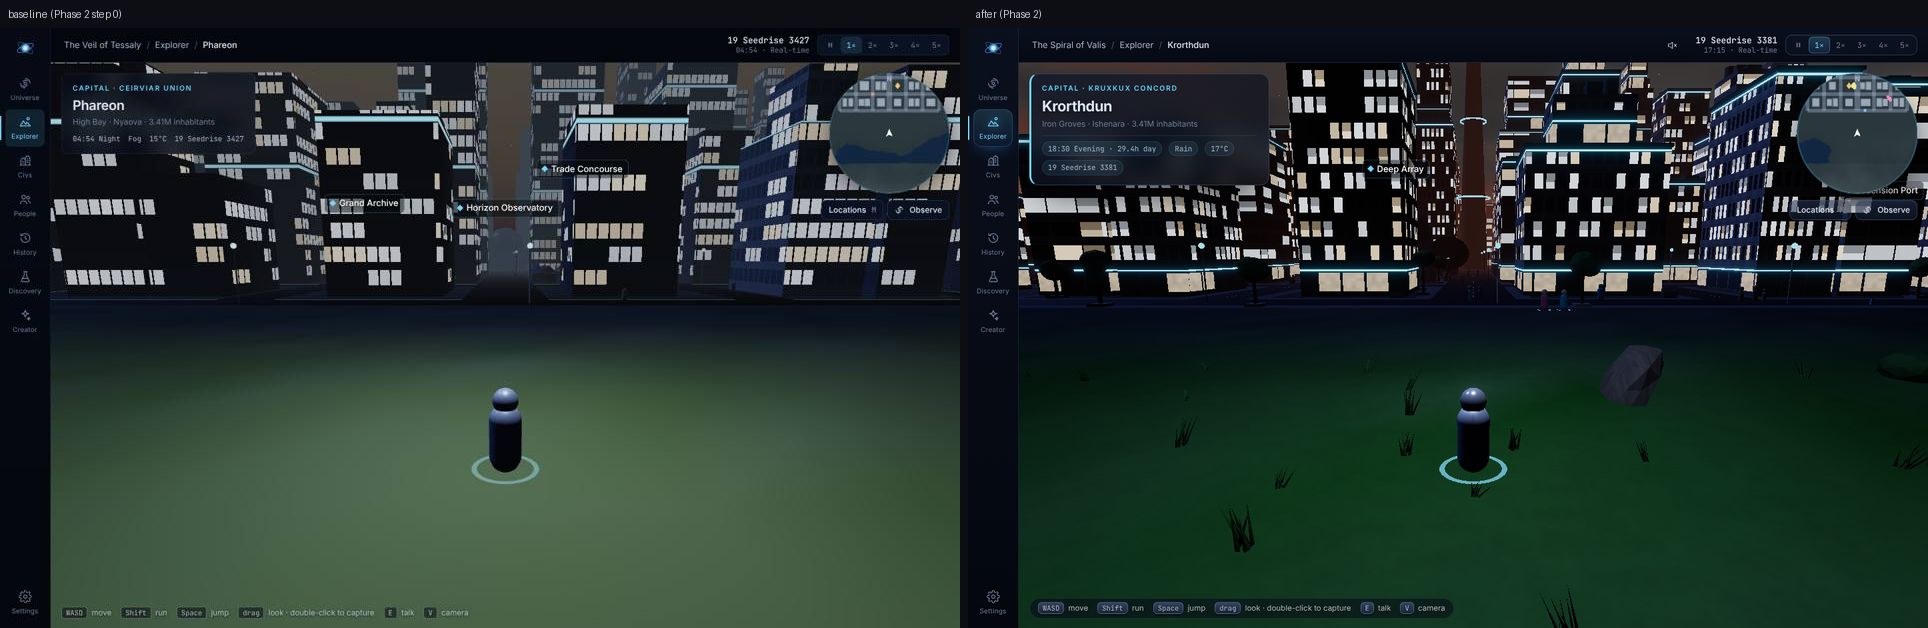 baseline (Phase 2 step0)
The Veil of Tessaly / Explorer / Phareon
19 Seedrise 3427
04:54 · Real-time
1× 2× 3× 4× 5×
Universe
Explorer
Civs
People
History
Discovery
Creator
Settings
CAPITAL · CEIRVIAR UNION
Phareon
High Bay · Nyaova · 3.41M inhabitants
04:54 Night Fog 15°C 19 Seedrise 3427
Trade Concourse
Grand Archive
Horizon Observatory
Locations M
Observe
WASD move Shift run Space jump drag look · double-click to capture E talk V camera
after (Phase 2)
The Spiral of Valis / Explorer / Krorthdun
19 Seedrise 3381
17:15 · Real-time
1× 2× 3× 4× 5×
Universe
Explorer
Civs
People
History
Discovery
Creator
Settings
CAPITAL · KRUXKUX CONCORD
Krorthdun
Iron Groves · Ishenara · 3.41M inhabitants
18:30 Evening · 29.4h day Rain 17°C
19 Seedrise 3381
Deep Array
Port
Locations
Observe
WASD move Shift run Space jump drag look · double-click to capture E talk V camera